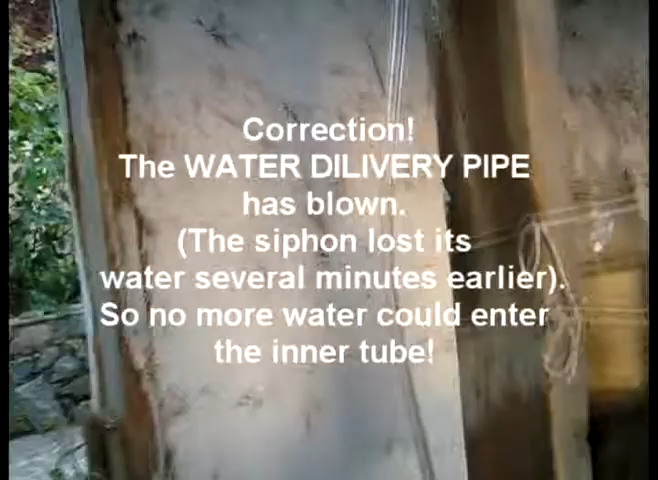 Correction!
The WATER DILIVERY PIPE
has blown.
(The siphon lost its
water several minutes earlier).
So no more water could enter
the inner tube!